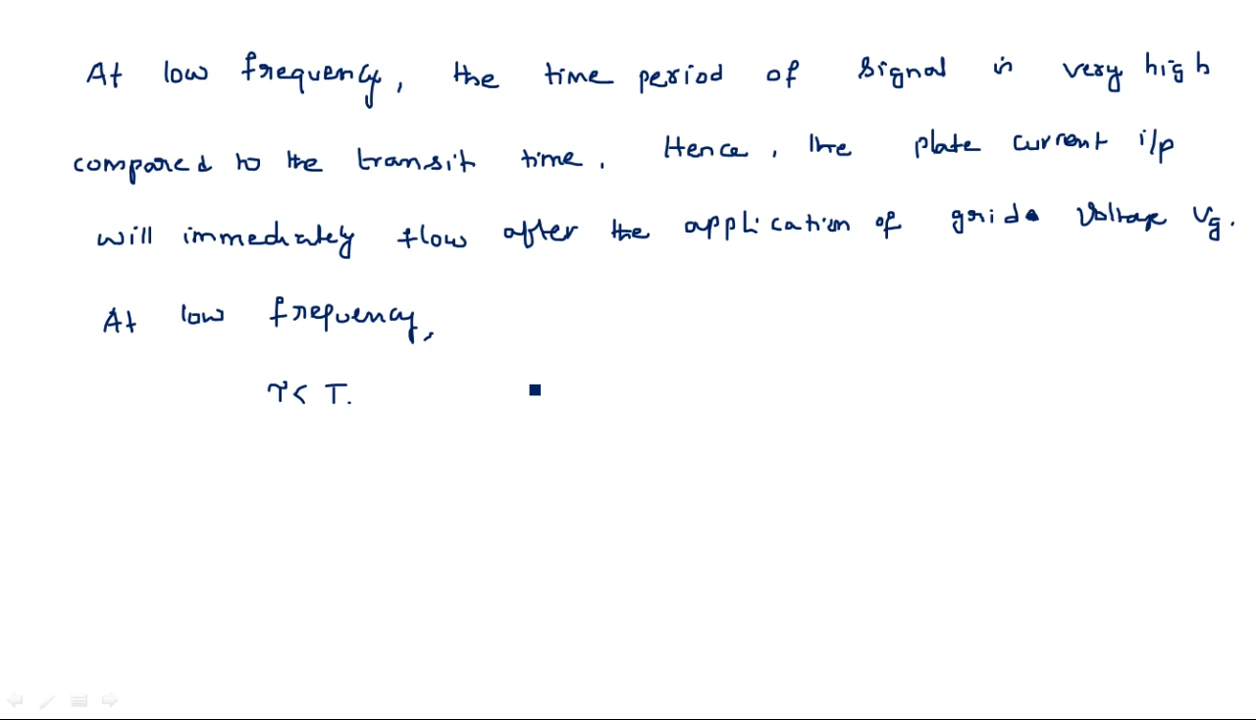 At low frequency, the time period of signal is very high
compared to the transit time. Hence, the plate current i/p
will immediately flow after the application of grid voltage Vg.
At low frequency,
τ < T.